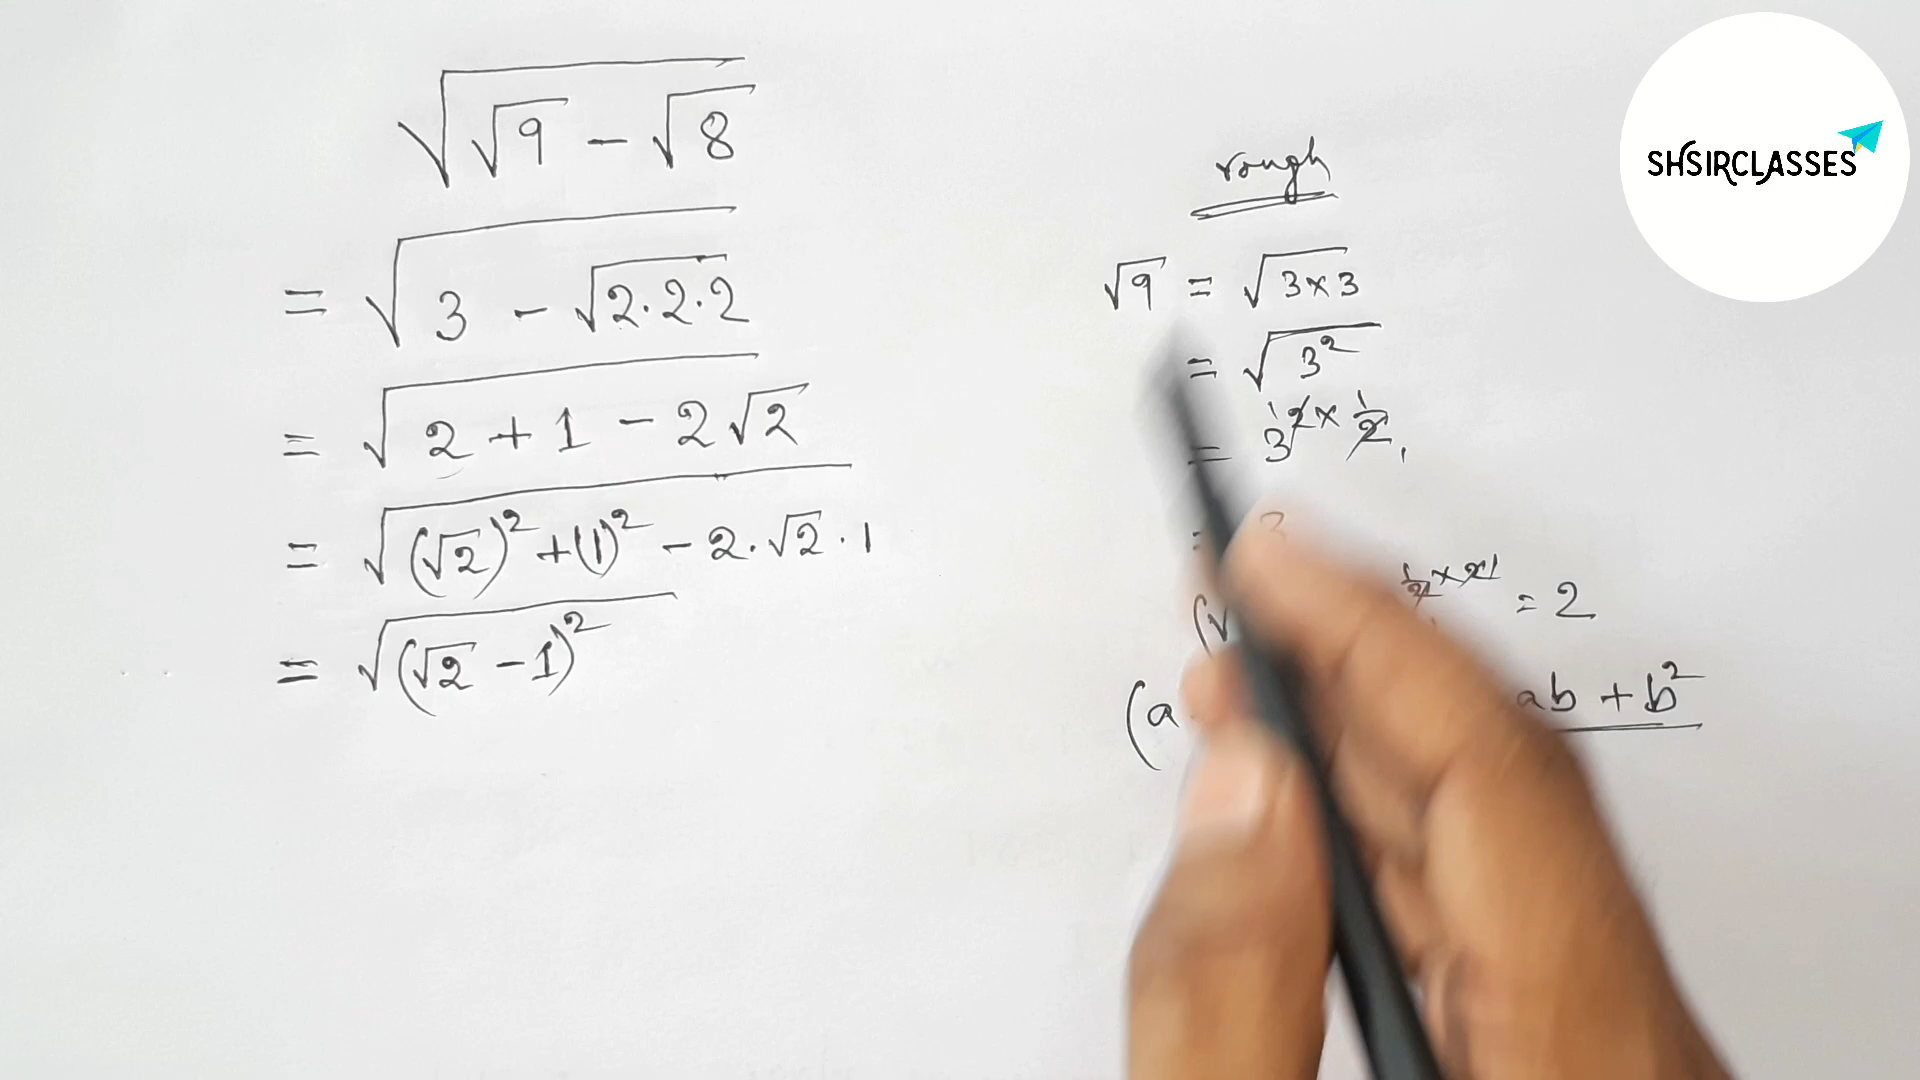 √(√9 − √8)
= √(3 − √(2·2·2))
= √(2 + 1 − 2√2)
= √((√2)² + (1)² − 2·√2·1)
= √((√2 − 1)²)
rough
√9 = √(3×3)
= √(3²)
= 3^(2 × 1/2)
= 3
= 2
(a
ab + b²
SHSIRCLASSES